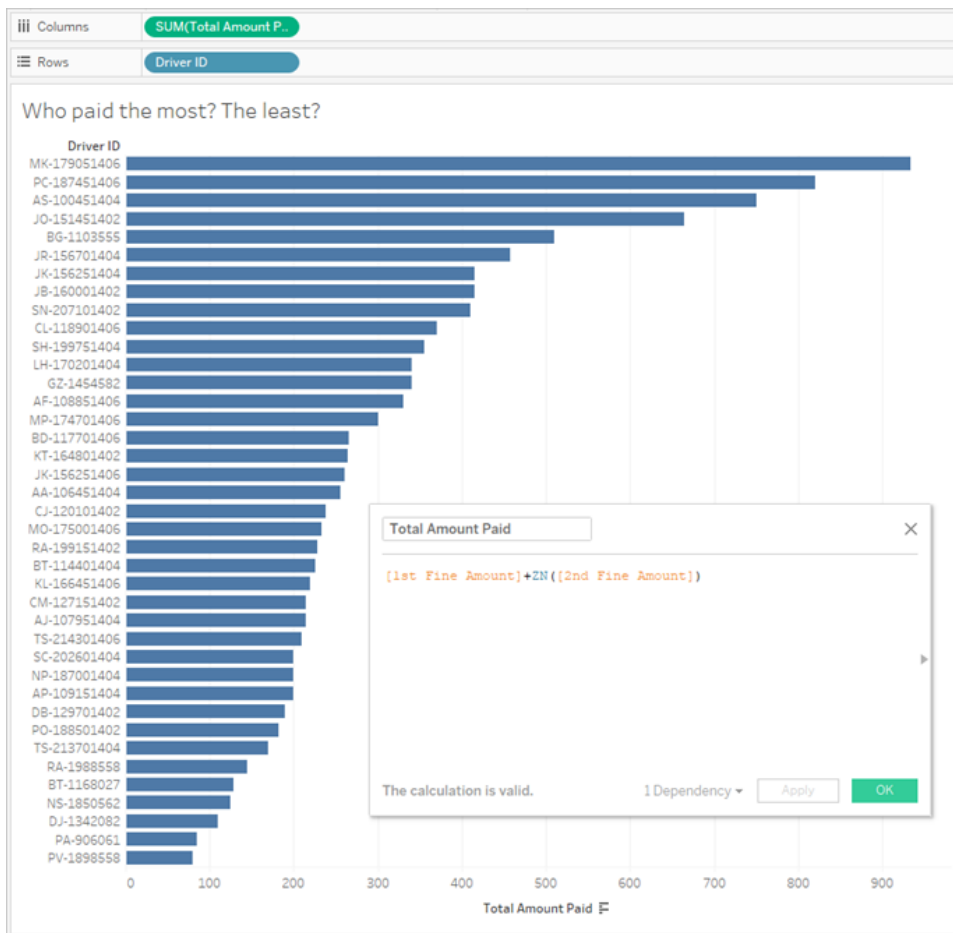 Columns SUM(Total Amount P..
Rows Driver ID
Who paid the most? The least?
Driver ID
MK-179051406
PC-187451406
AS-100451404
JO-151451402
BG-1103555
JR-156701404
JK-156251404
JB-160001402
SN-207101402
CL-118901406
SH-199751404
LH-170201404
GZ-1454582
AF-108851406
MP-174701406
BD-117701406
KT-164801402
JK-156251406
AA-106451404
CJ-120101402
MO-175001406
RA-199151402
BT-114401404
KL-166451406
CM-127151402
AJ-107951404
TS-214301406
SC-202601404
NP-187001404
AP-109151404
DB-129701402
PO-188501402
TS-213701404
RA-1988558
BT-1168027
NS-1850562
DJ-1342082
PA-906061
PV-1898558
0 100 200 300 400 500 600 700 800 900
Total Amount Paid
Total Amount Paid
[1st Fine Amount]+ZN([2nd Fine Amount])
The calculation is valid. 1 Dependency Apply OK